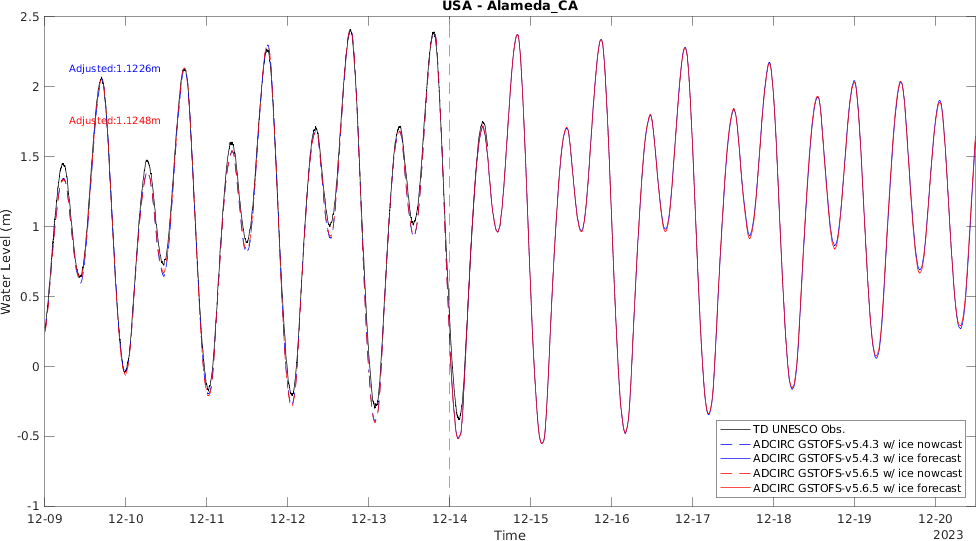 USA - Alameda_CA
2.5
2
1.5
1
0.5
0
-0.5
-1
Water Level (m)
Adjusted:1.1226m
Adjusted:1.1248m
TD UNESCO Obs.
ADCIRC GSTOFS-v5.4.3 w/ ice nowcast
ADCIRC GSTOFS-v5.4.3 w/ ice forecast
ADCIRC GSTOFS-v5.6.5 w/ ice nowcast
ADCIRC GSTOFS-v5.6.5 w/ ice forecast
12-09 12-10 12-11 12-12 12-13 12-14 12-15 12-16 12-17 12-18 12-19 12-20
Time
2023